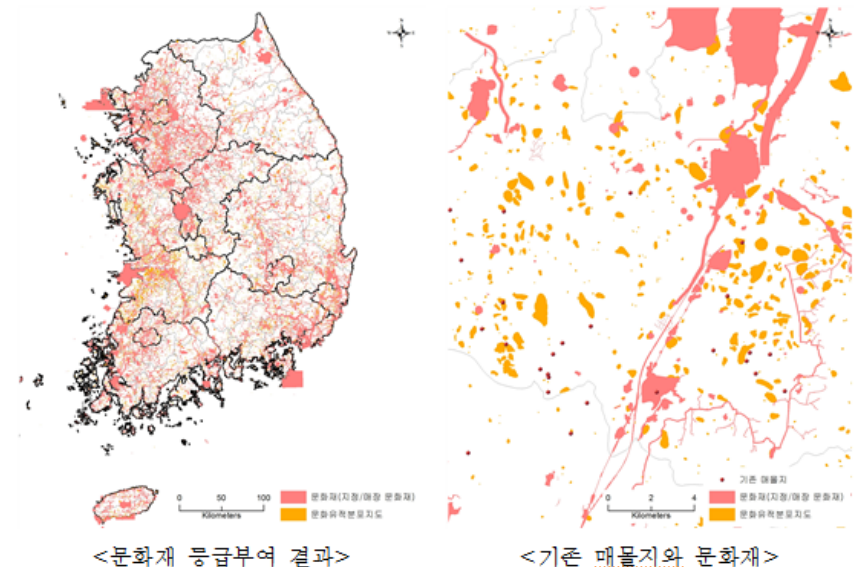 0 50 100
Kilometers
문화재(지정/매장 문화재)
문화유적분포지도
기존 매몰지
0 2 4
Kilometers
문화재(지정/매장 문화재)
문화유적분포지도
<문화재 등급부여 결과>
<기존 매몰지와 문화재>